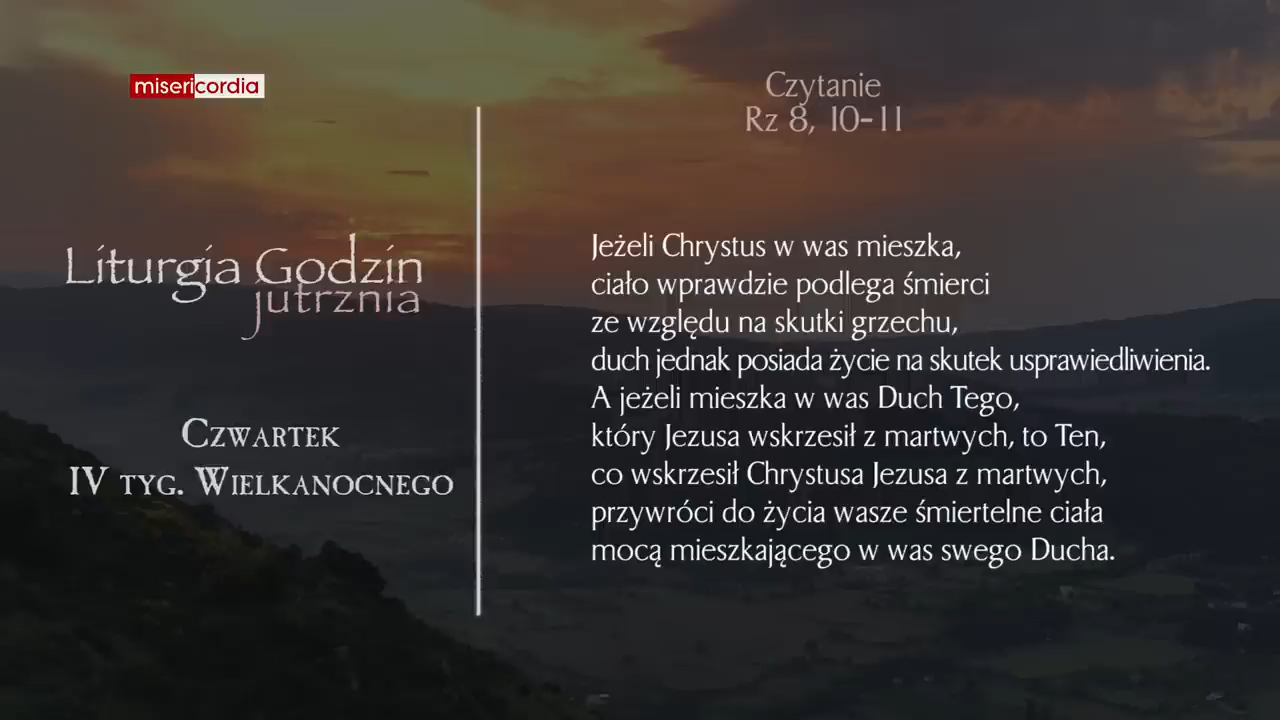 misericordia
Liturgia Godzin
jutrznia
Czwartek
IV tyg. Wielkanocnego
Czytanie
Rz 8, 10-11
Jeżeli Chrystus w was mieszka,
ciało wprawdzie podlega śmierci
ze względu na skutki grzechu,
duch jednak posiada życie na skutek usprawiedliwienia.
A jeżeli mieszka w was Duch Tego,
który Jezusa wskrzesił z martwych, to Ten,
co wskrzesił Chrystusa Jezusa z martwych,
przywróci do życia wasze śmiertelne ciała
mocą mieszkającego w was swego Ducha.